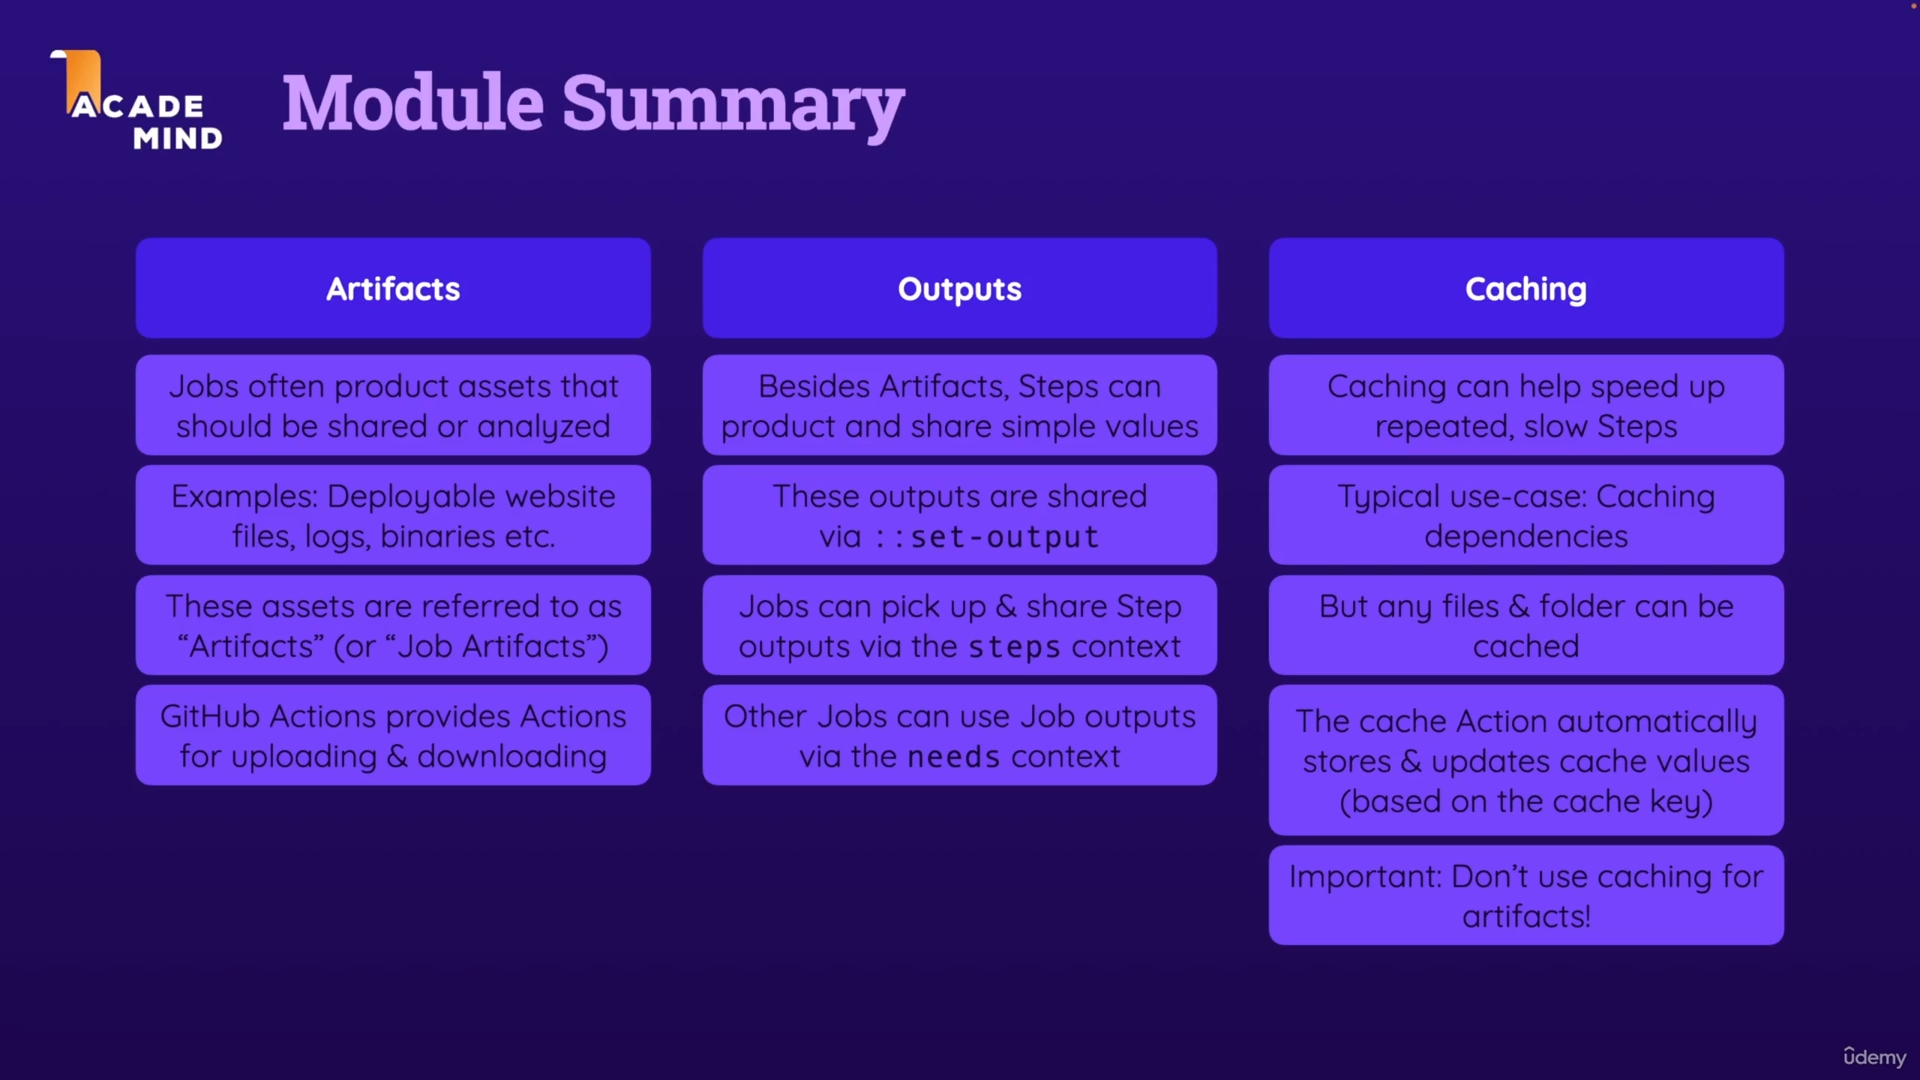 ACADE
MIND
Module Summary
Artifacts
Jobs often product assets that
should be shared or analyzed
Examples: Deployable website
files, logs, binaries etc.
These assets are referred to as
“Artifacts” (or “Job Artifacts”)
GitHub Actions provides Actions
for uploading & downloading
Outputs
Besides Artifacts, Steps can
product and share simple values
These outputs are shared
via ::set-output
Jobs can pick up & share Step
outputs via the steps context
Other Jobs can use Job outputs
via the needs context
Caching
Caching can help speed up
repeated, slow Steps
Typical use-case: Caching
dependencies
But any files & folder can be
cached
The cache Action automatically
stores & updates cache values
(based on the cache key)
Important: Don’t use caching for
artifacts!
ûdemy